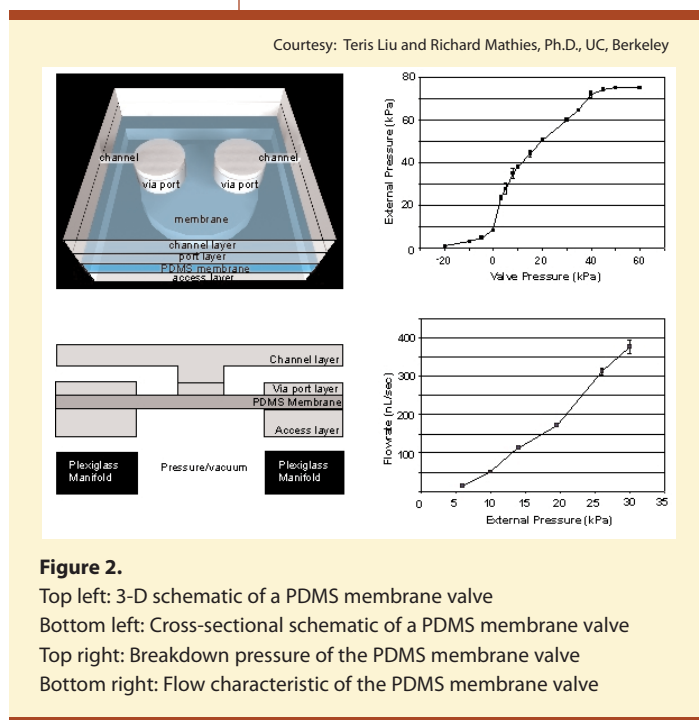 Courtesy: Teris Liu and Richard Mathies, Ph.D., UC, Berkeley
channel
channel
via port
via port
membrane
channel layer
port layer
PDMS membrane
access layer
80
60
40
20
0
External Pressure (kPa)
-20
0
20
40
60
Valve Pressure (kPa)
Channel layer
Via port layer
PDMS Membrane
Access layer
Plexiglass
Manifold
Pressure/vacuum
Plexiglass
Manifold
400
300
200
100
Flowrate (nL/sec)
0
5
10
15
20
25
30
35
External Pressure (kPa)
Figure 2.
Top left: 3-D schematic of a PDMS membrane valve
Bottom left: Cross-sectional schematic of a PDMS membrane valve
Top right: Breakdown pressure of the PDMS membrane valve
Bottom right: Flow characteristic of the PDMS membrane valve